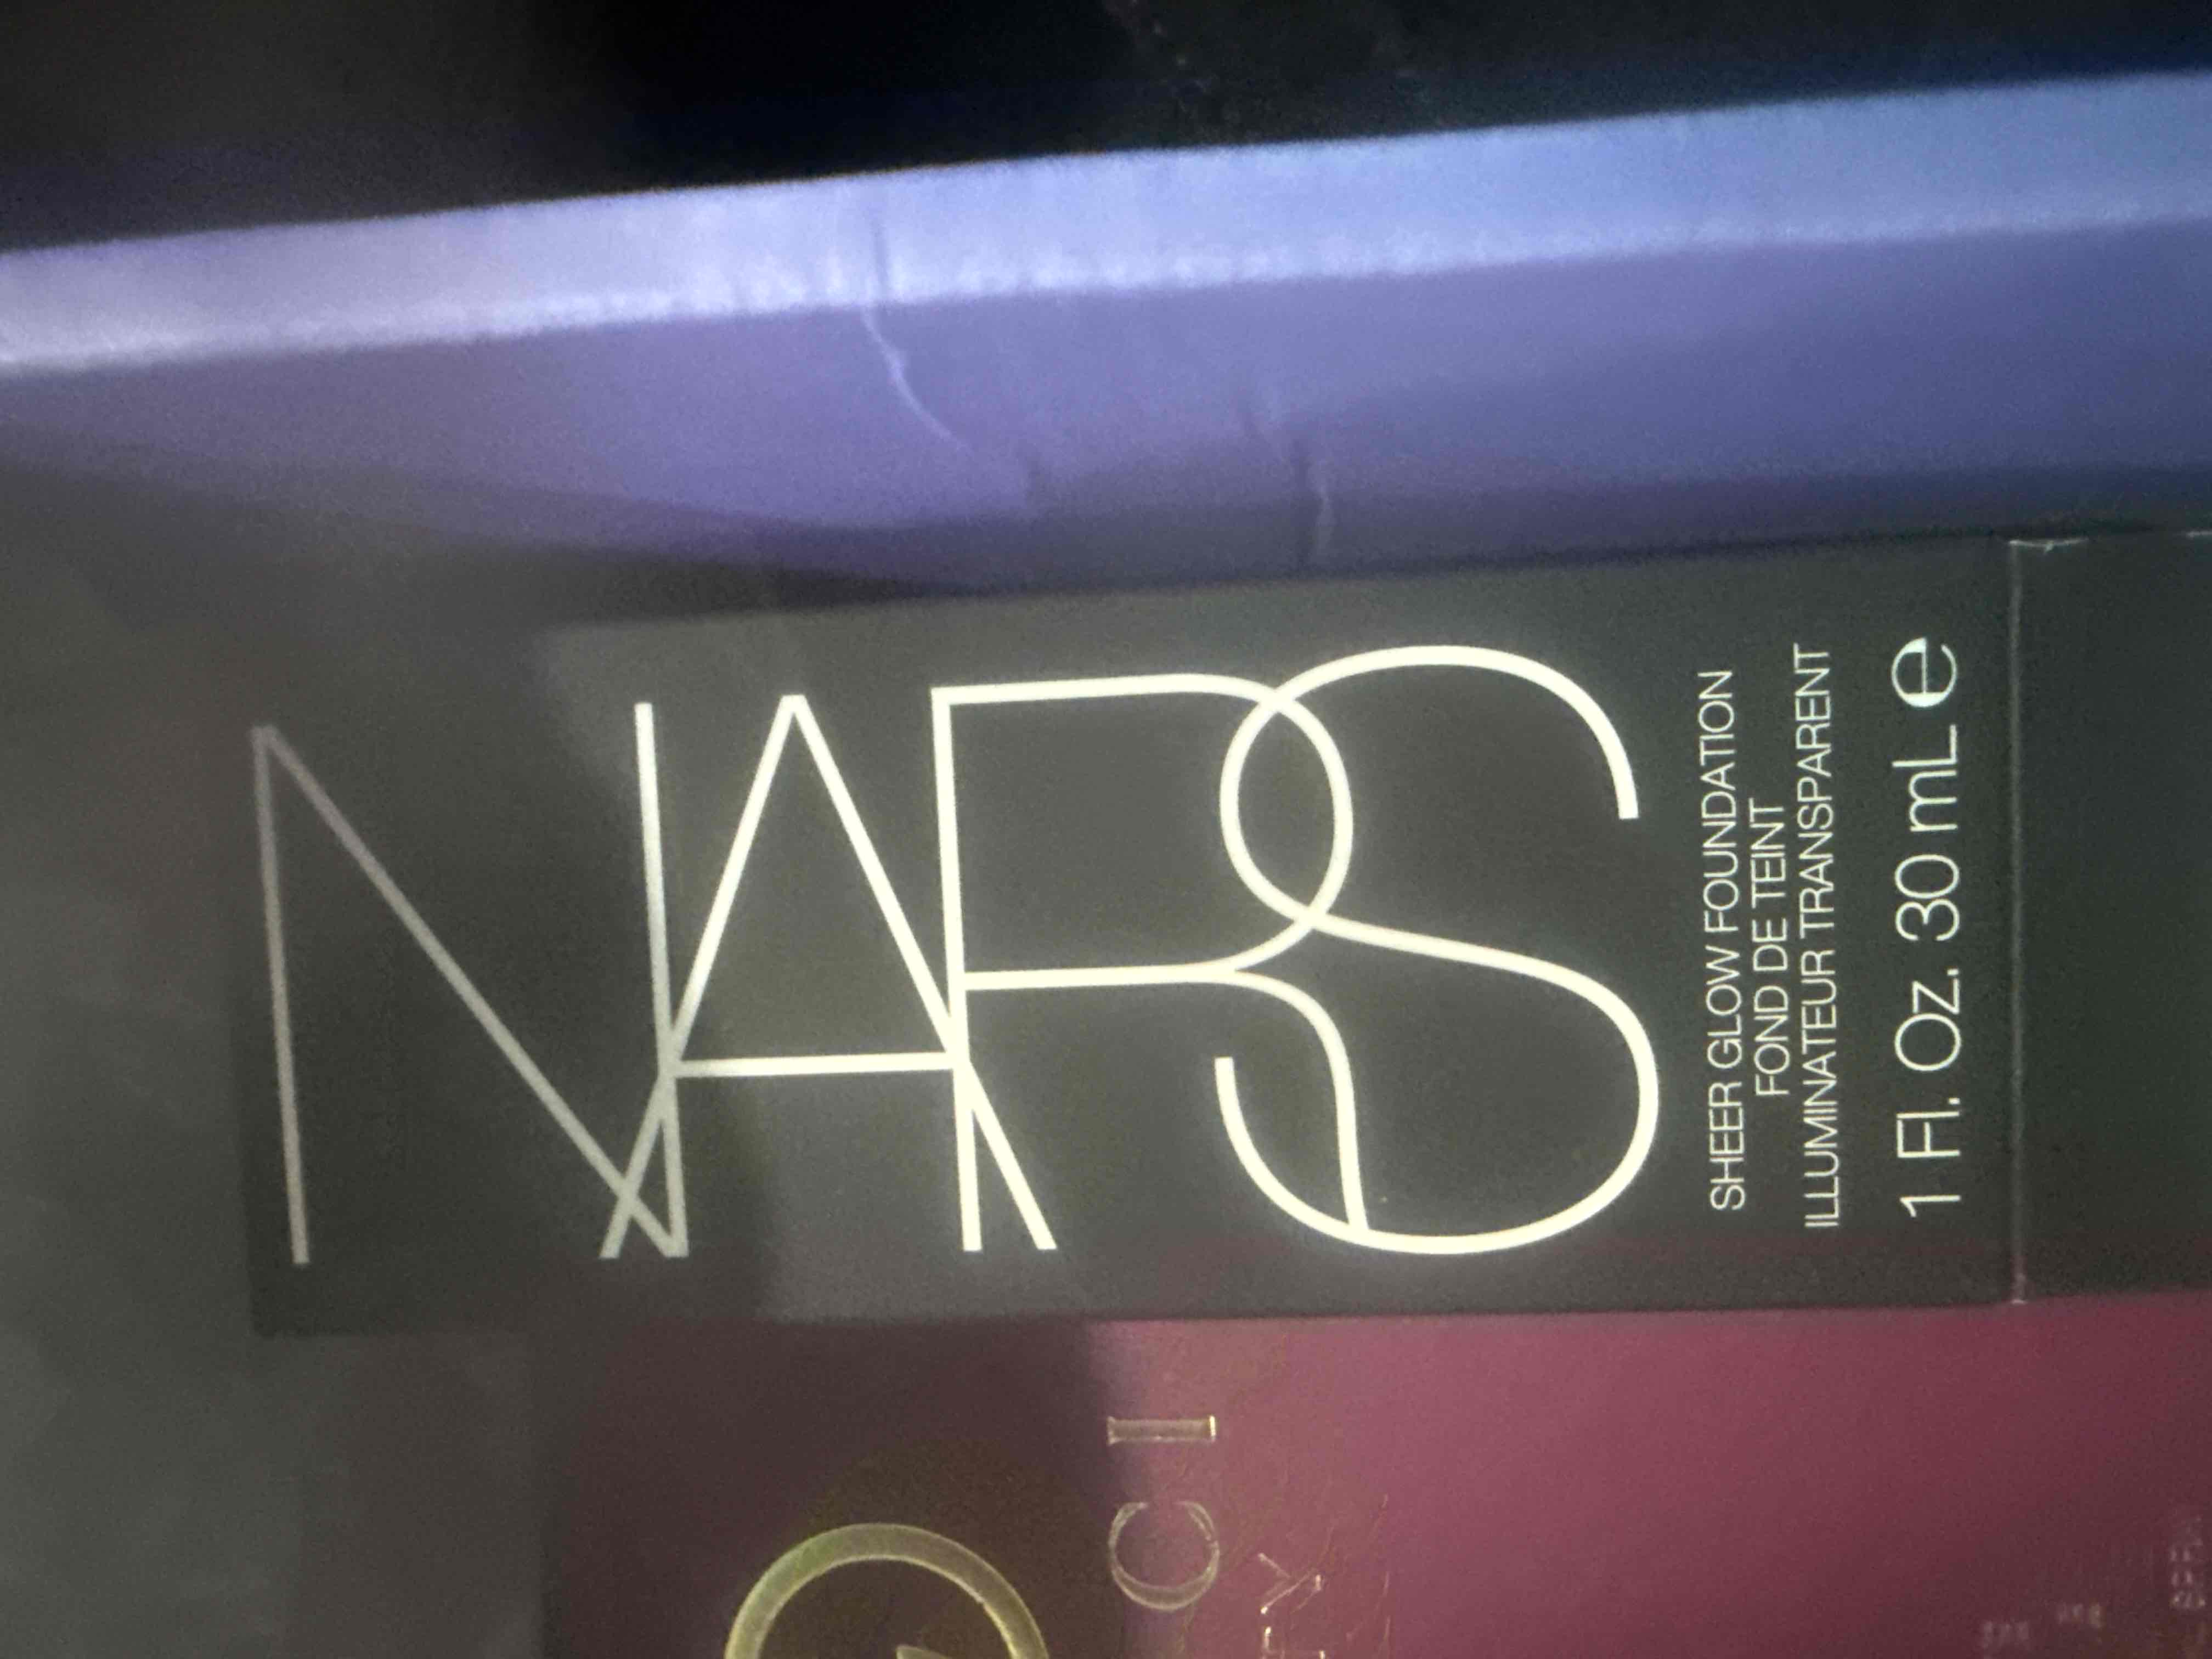 NARS
SHEER GLOW FOUNDATION
FOND DE TEINT
ILLUMINATEUR TRANSPARENT
1 Fl. Oz. 30 mL e